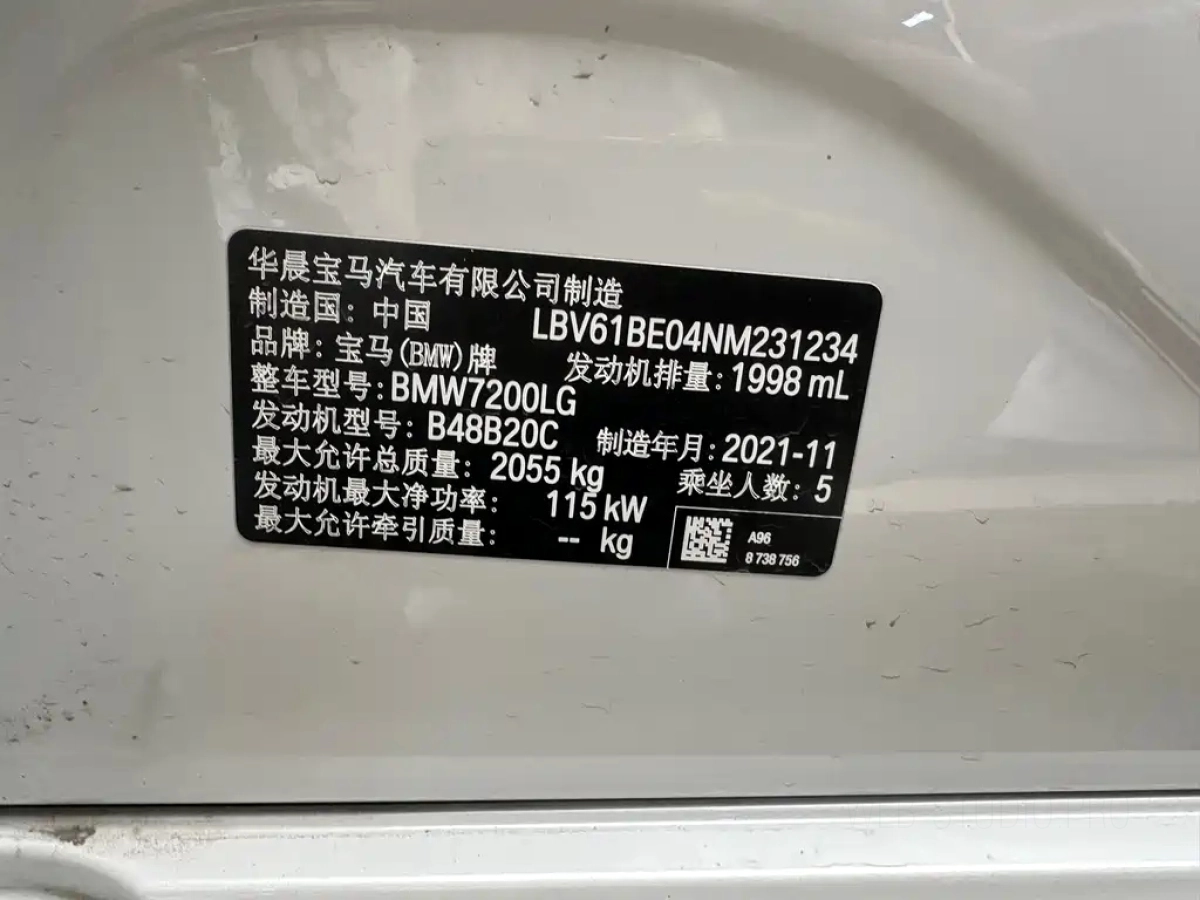 华晨宝马汽车有限公司制造
制造国：中国
LBV61BE04NM231234
品牌：宝马(BMW)牌
发动机排量：1998 mL
整车型号：BMW7200LG
发动机型号：B48B20C
制造年月：2021-11
最大允许总质量：2055 kg
乘坐人数：5
发动机最大净功率：115 kW
最大允许牵引质量：-- kg
A96
8 738 756